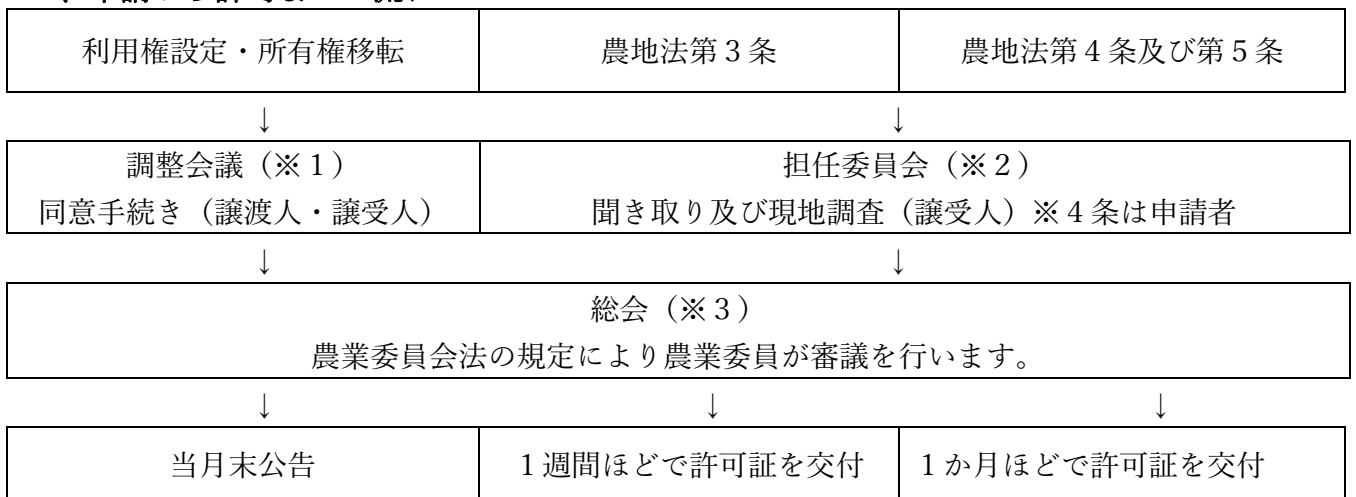 利用権設定・所有権移転 農地法第3条 農地法第4条及び第5条
↓ ↓
調整会議（※1） 担任委員会（※2）
同意手続き（譲渡人・譲受人） 聞き取り及び現地調査（譲受人）※4条は申請者
↓ ↓
総会（※3）
農業委員会法の規定により農業委員が審議を行います。
↓ ↓ ↓
当月末公告 1週間ほどで許可証を交付 1か月ほどで許可証を交付